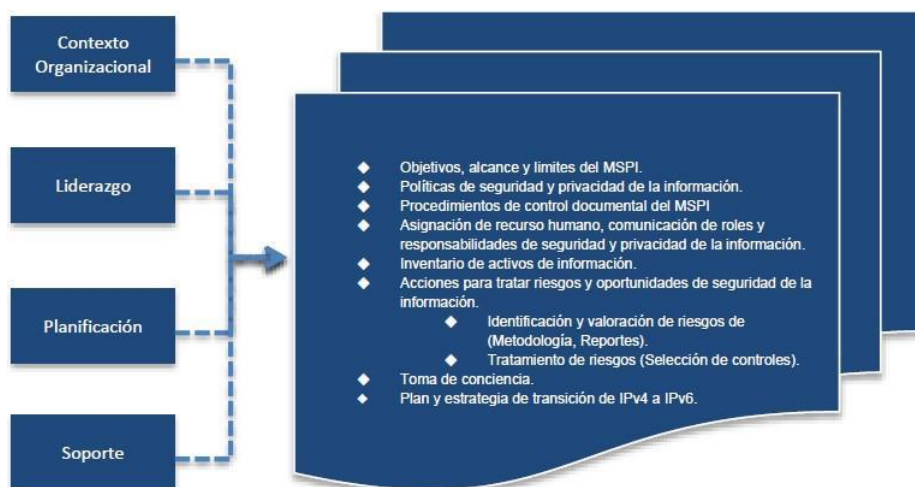 Contexto
Organizacional
Liderazgo
Planificación
Soporte
Objetivos, alcance y limites del MSPI.
Políticas de seguridad y privacidad de la información.
Procedimientos de control documental del MSPI
Asignación de recurso humano, comunicación de roles y
responsabilidades de seguridad y privacidad de la información.
Inventario de activos de información.
Acciones para tratar riesgos y oportunidades de seguridad de la
información.
Identificación y valoración de riesgos de
(Metodología, Reportes).
Tratamiento de riesgos (Selección de controles).
Toma de conciencia.
Plan y estrategia de transición de IPv4 a IPv6.